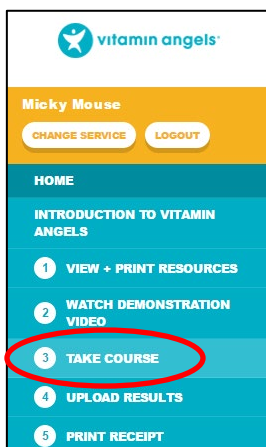 vitamin angels
Micky Mouse
CHANGE SERVICE LOGOUT
HOME
INTRODUCTION TO VITAMIN
ANGELS
1 VIEW + PRINT RESOURCES
2 WATCH DEMONSTRATION
VIDEO
3 TAKE COURSE
4 UPLOAD RESULTS
5 PRINT RECEIPT